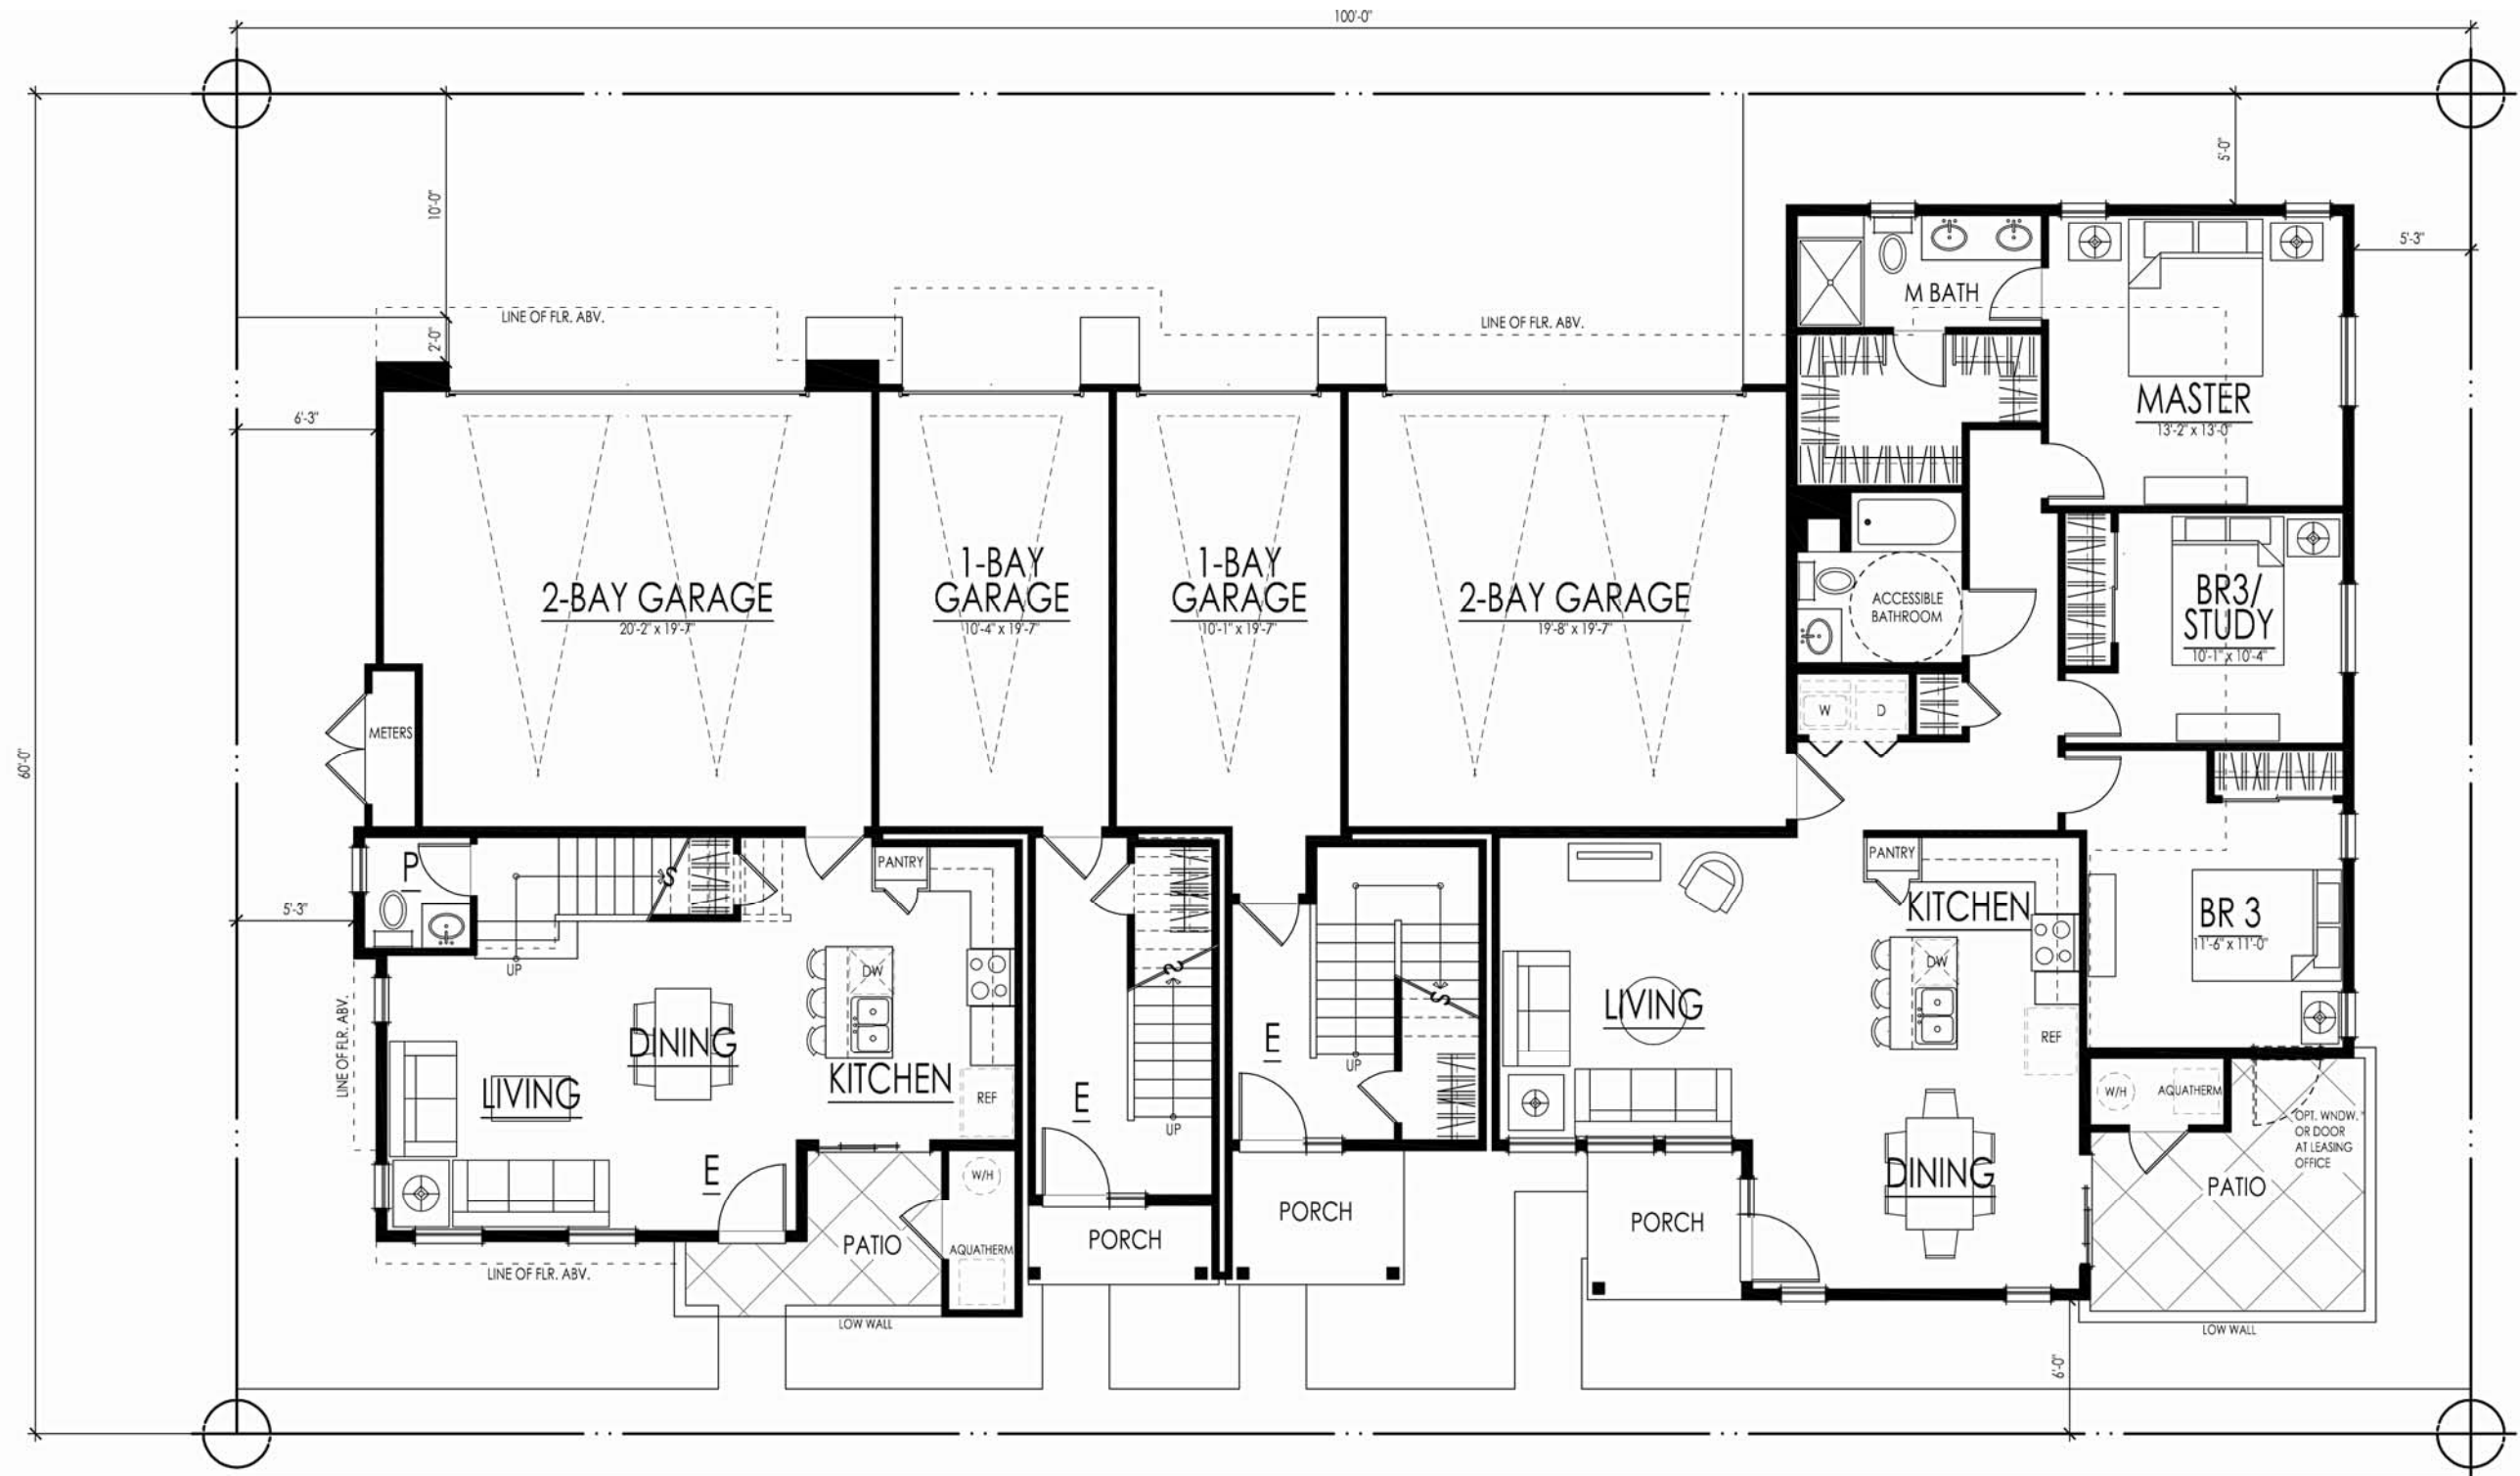 100'-0"
10'-0"
5'-0"
5'-3"
M BATH
LINE OF FLR. ABV.
LINE OF FLR. ABV.
2'-0"
MASTER
13'-2" x 13'-0"
6'-3"
1-BAY
GARAGE
10'-4" x 19'-7"
1-BAY
GARAGE
10'-1" x 19'-7"
2-BAY GARAGE
20'-2" x 19'-7"
2-BAY GARAGE
19'-8" x 19'-7"
ACCESSIBLE
BATHROOM
BR3/
STUDY
10'-1" x 10'-4"
W
D
METERS
60'-0"
P
PANTRY
PANTRY
KITCHEN
BR 3
11'-6" x 11'-0"
5'-3"
UP
DW
DW
LIVING
LINE OF FLR. ABV.
DINING
E
REF
UP
KITCHEN
LIVING
REF
E
W/H
AQUATHERM
OPT. WNDW.
OR DOOR
AT LEASING
OFFICE
UP
E
W/H
DINING
PATIO
PORCH
PORCH
PORCH
PATIO
AQUATHERM
LINE OF FLR. ABV.
LOW WALL
LOW WALL
6'-0"